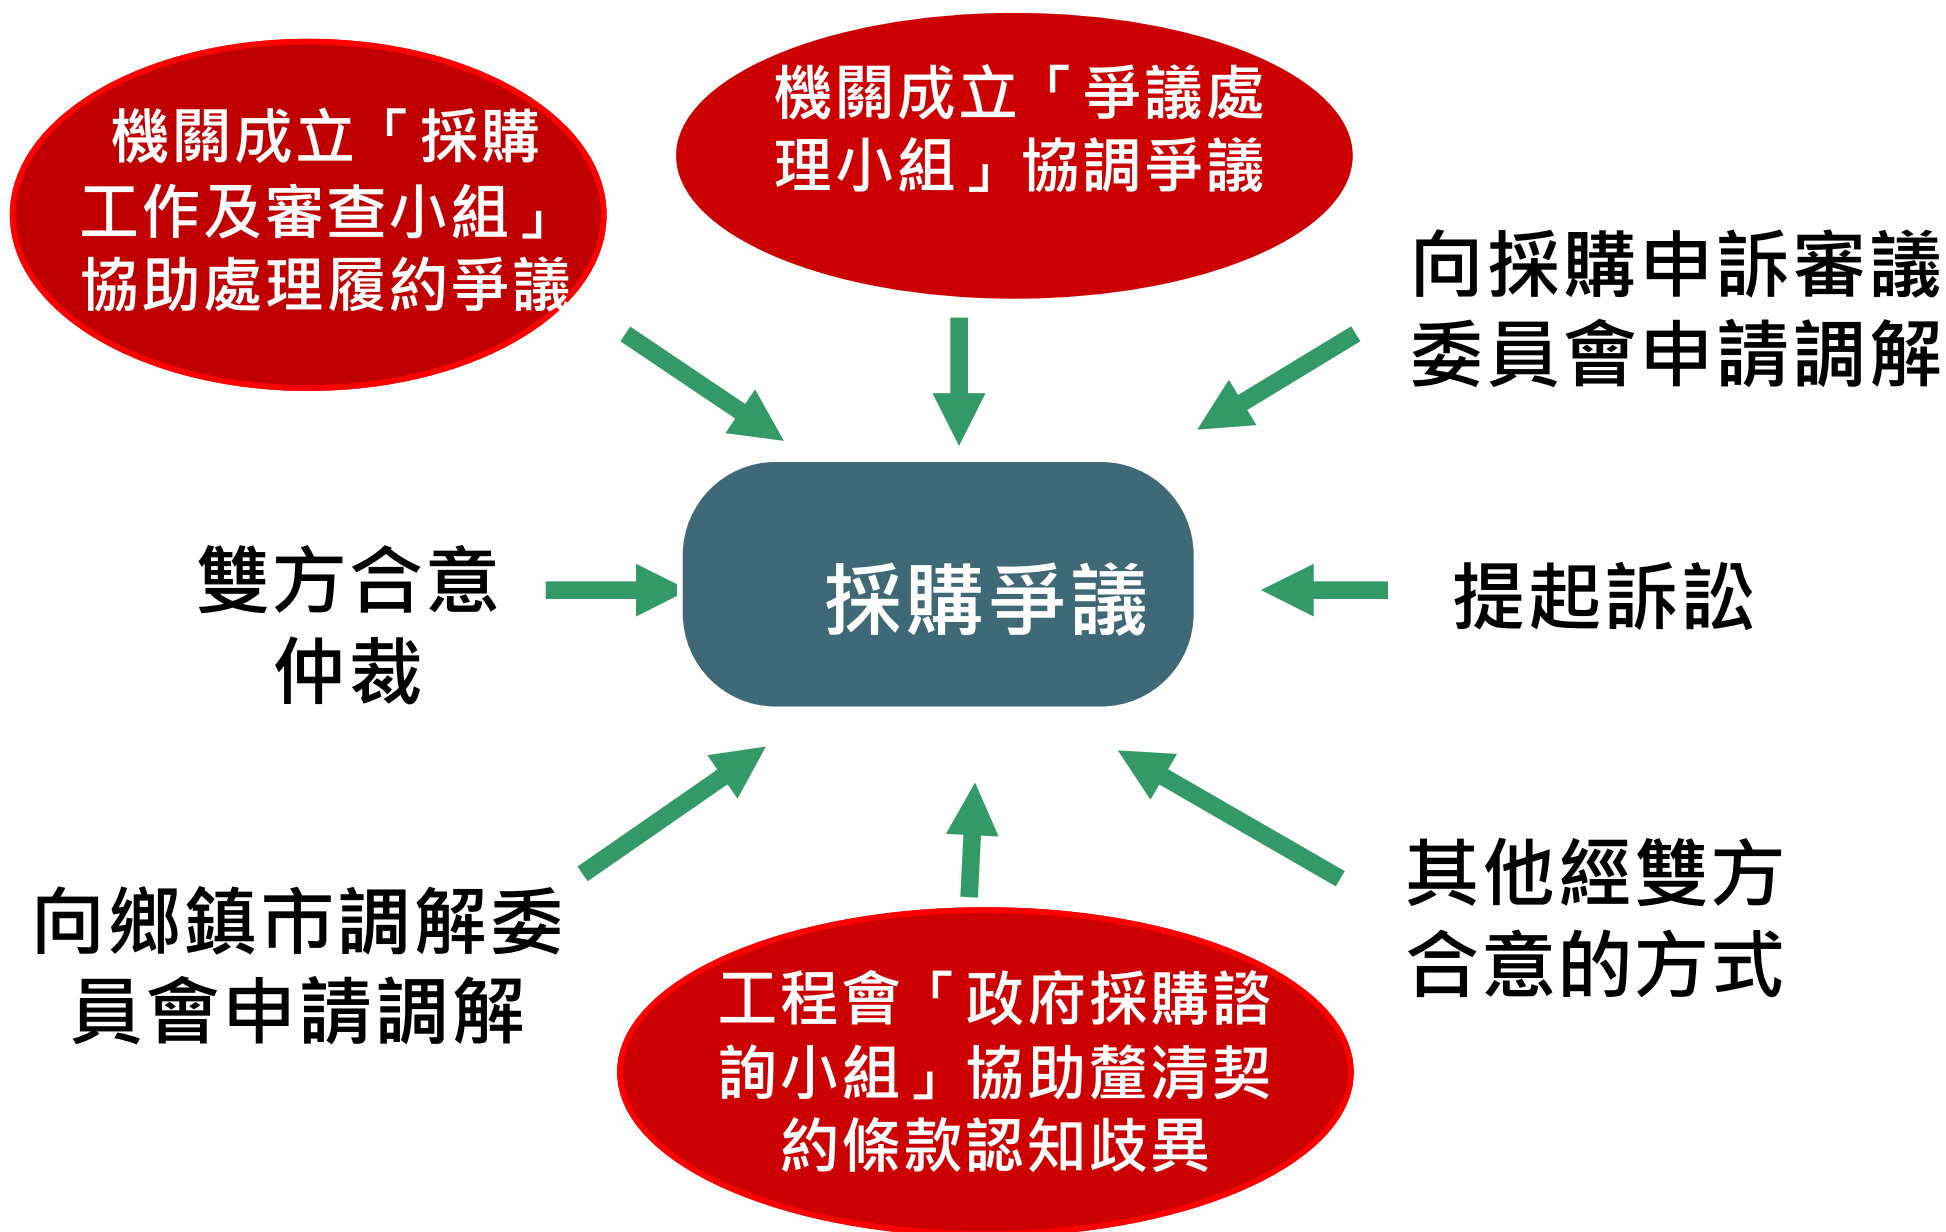 機關成立「採購
工作及審查小組」
協助處理履約爭議
機關成立「爭議處
理小組」協調爭議
向採購申訴審議
委員會申請調解
雙方合意
仲裁
採購爭議
提起訴訟
向鄉鎮市調解委
員會申請調解
工程會「政府採購諮
詢小組」協助釐清契
約條款認知歧異
其他經雙方
合意的方式